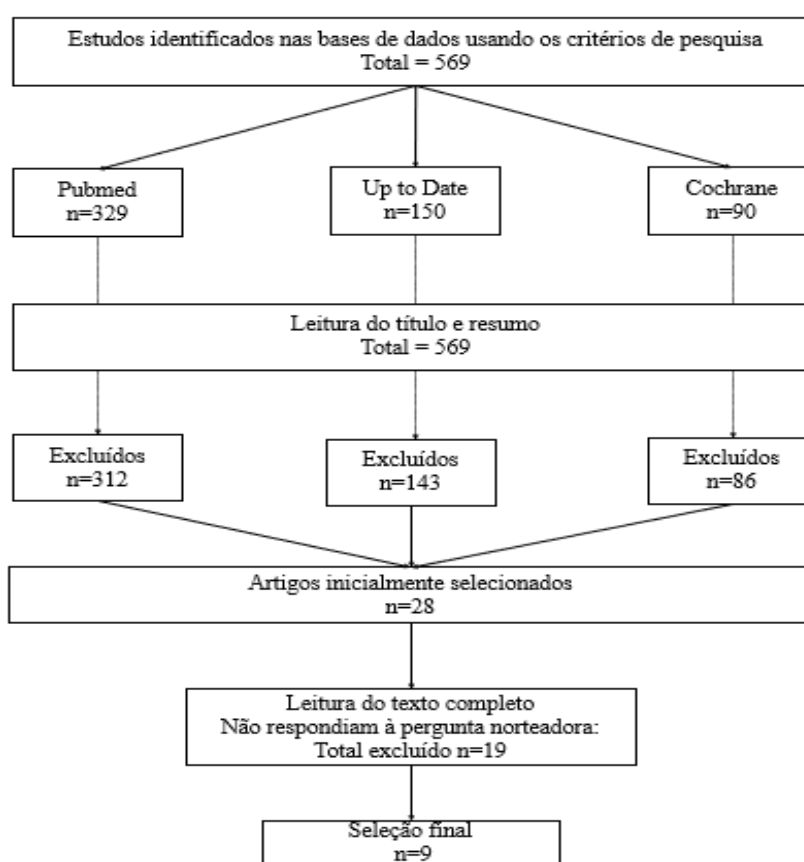 Estudos identificados nas bases de dados usando os critérios de pesquisa
Total = 569
Pubmed
n=329
Up to Date
n=150
Cochrane
n=90
Leitura do título e resumo
Total = 569
Excluídos
n=312
Excluídos
n=143
Excluídos
n=86
Artigos inicialmente selecionados
n=28
Leitura do texto completo
Não respondiam à pergunta norteadora:
Total excluído n=19
Seleção final
n=9